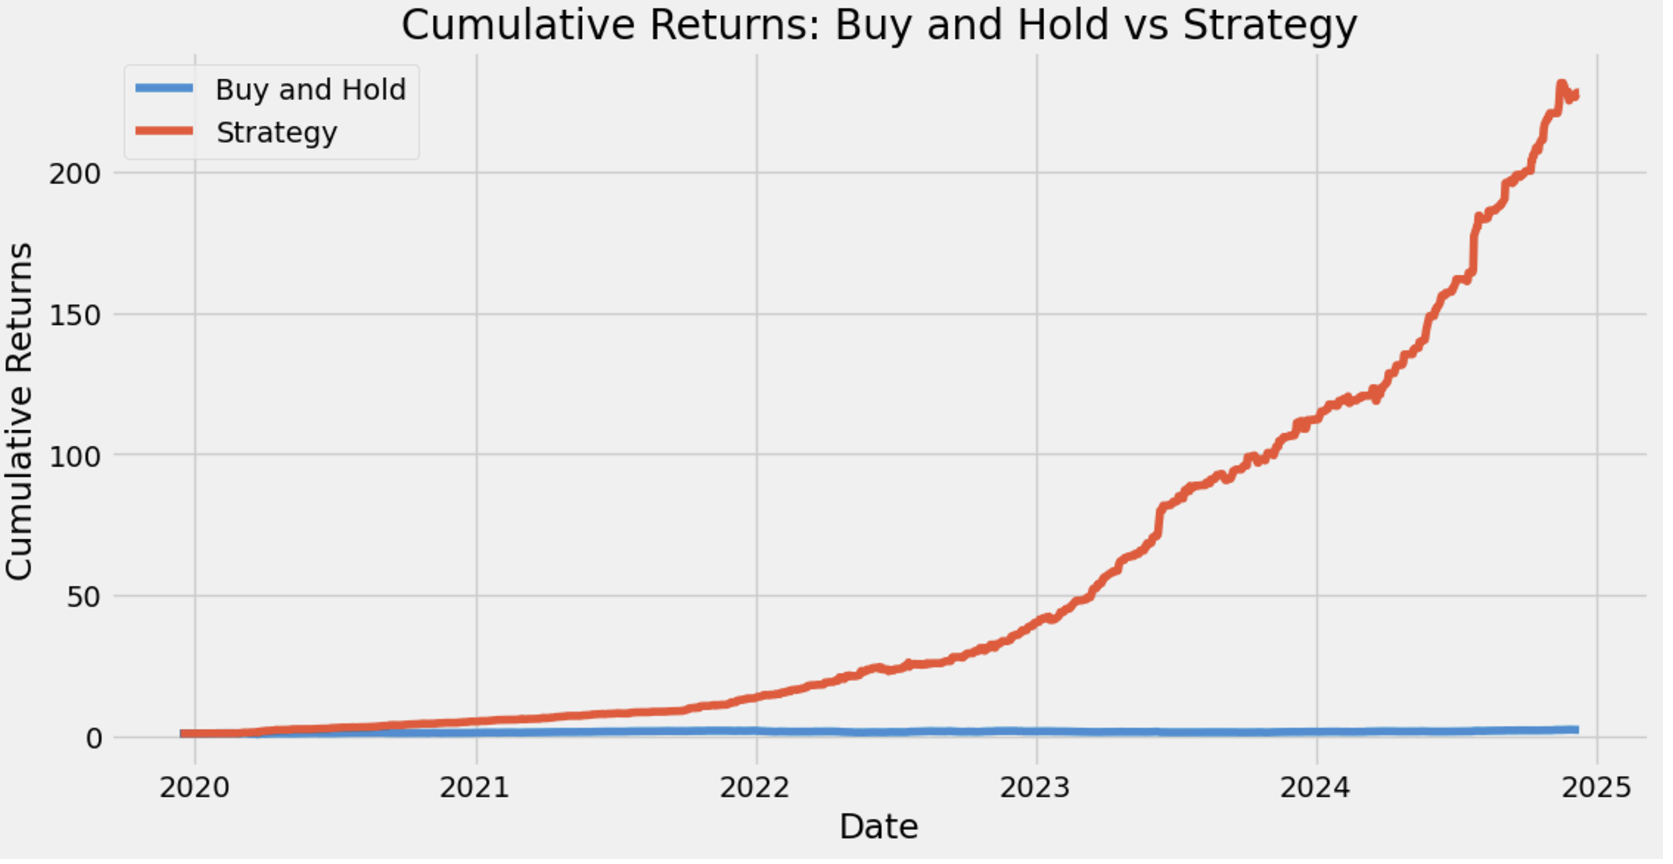 Cumulative Returns: Buy and Hold vs Strategy
Buy and Hold
Strategy
200
150
100
50
0
Cumulative Returns
2020 2021 2022 2023 2024 2025
Date